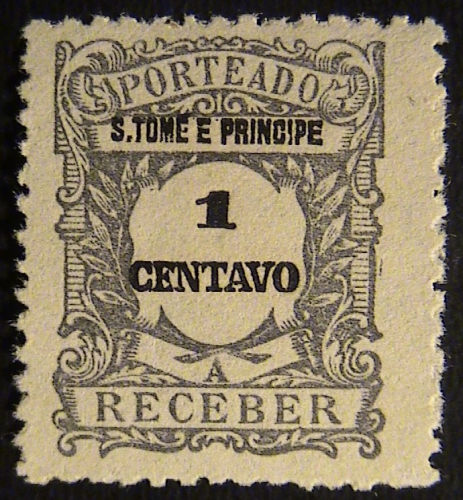 PORTEADO
S. TOMÉ E PRINCIPE
1
CENTAVO
A
RECEBER